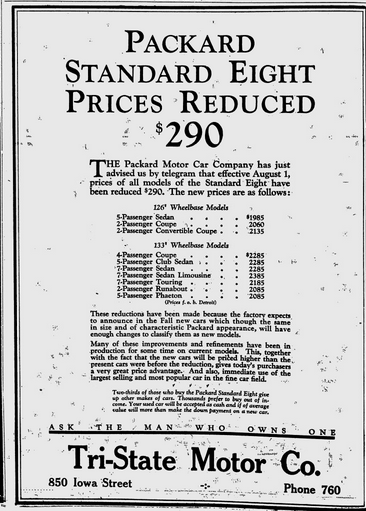 PACKARD
STANDARD EIGHT
PRICES REDUCED
$290
THE Packard Motor Car Company has just
advised us by telegram that effective August 1,
prices of all models of the Standard Eight have
been reduced $290. The new prices are as follows:
126" Wheelbase Models
5-Passenger Sedan . . . . $1985
2-Passenger Coupe . . . . 2060
2-Passenger Convertible Coupe . . 2135
133" Wheelbase Models
4-Passenger Coupe . . . . $2285
5-Passenger Club Sedan . . . . 2285
7-Passenger Sedan . . . . 2285
7-Passenger Sedan Limousine . . . 2385
7-Passenger Touring . . . . 2185
2-Passenger Runabout . . . . 2085
5-Passenger Phaeton . . . . 2085
(Prices f. o. b. Detroit)
These reductions have been made because the factory expects
to announce in the Fall new cars which though the same
in size and of characteristic Packard appearance, will have
enough changes to classify them as new models.
Many of these improvements and refinements have been in
production for some time on current models. This, together
with the fact that the new cars will be priced higher than the
present cars were before the reduction, gives today's purchasers
a very great price advantage. And also, immediate use of the
largest selling and most popular car in the fine car field.
Two-thirds of those who buy the Packard Standard Eight give
up other makes of cars. Thousands prefer to buy out of in-
come. Your used car will be accepted as cash and if of average
value will more than make the down payment on a new car.
ASK THE MAN WHO OWNS ONE
Tri-State Motor Co.
850 Iowa Street
Phone 760